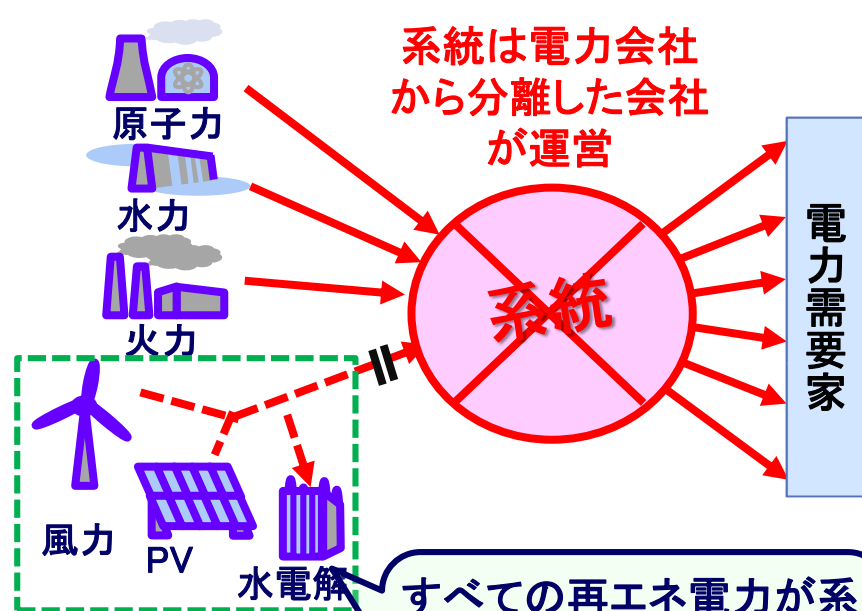 系統は電力会社
から分離した会社
が運営
原子力
水力
火力
系統
電力需要家
風力
PV
水電解
すべての再エネ電力が系